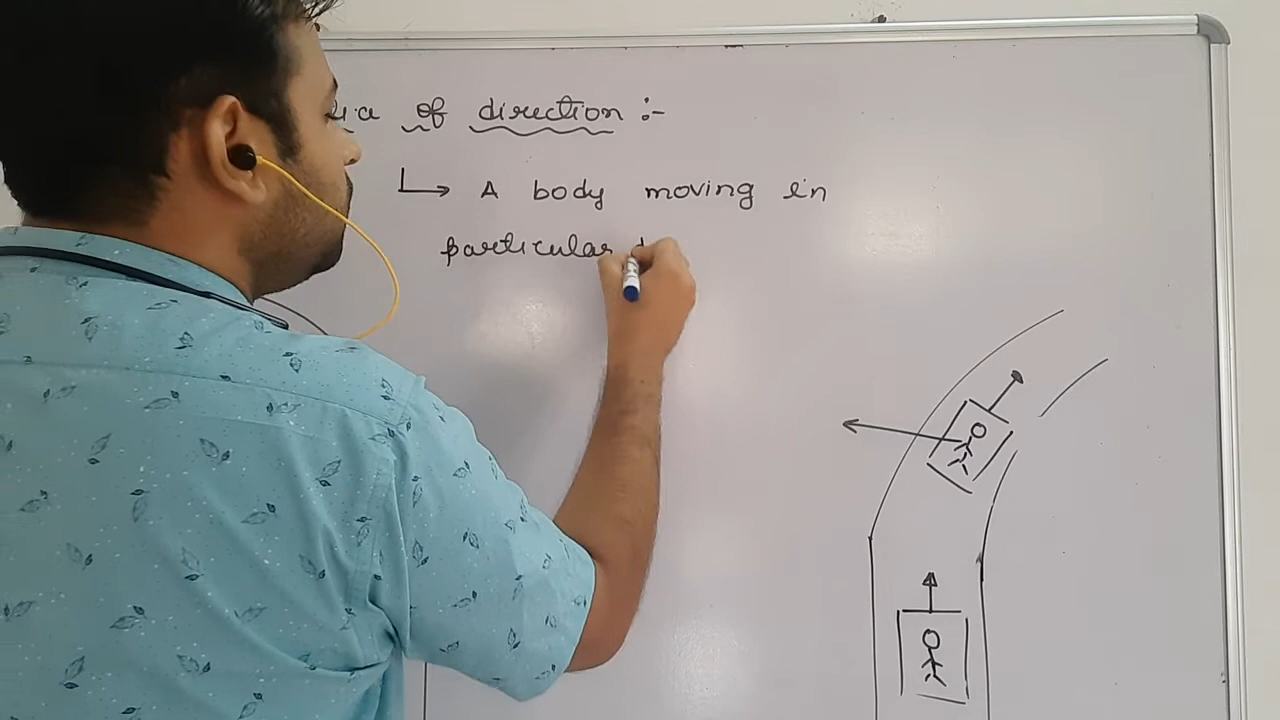 of direction :-
A body moving in
particular